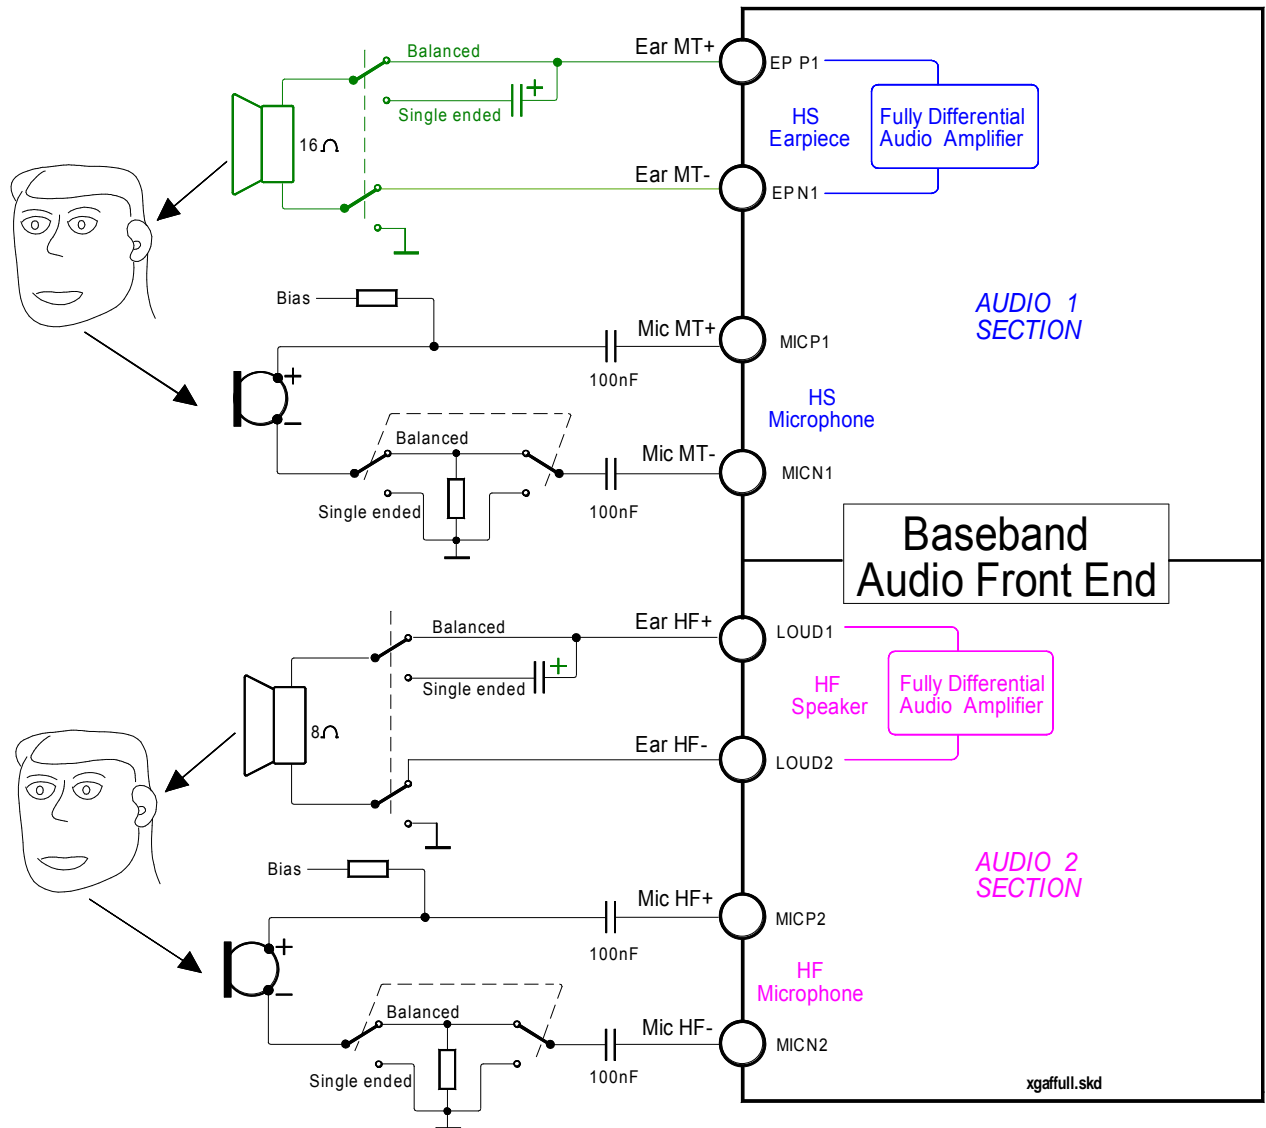 Balanced
Ear MT+
EP P1
+
Single ended
HS
Earpiece
Fully Differential
Audio Amplifier
16Ω
Ear MT-
EPN1
Bias
AUDIO 1
SECTION
Mic MT+
MICP1
100nF
+
−
HS
Microphone
Balanced
Mic MT-
MICN1
Single ended
100nF
Baseband
Audio Front End
Balanced
Ear HF+
LOUD1
+
Single ended
HF
Speaker
Fully Differential
Audio Amplifier
8Ω
Ear HF-
LOUD2
Bias
AUDIO 2
SECTION
Mic HF+
MICP2
100nF
+
−
HF
Microphone
Balanced
Mic HF-
MICN2
Single ended
100nF
xgaffull.skd